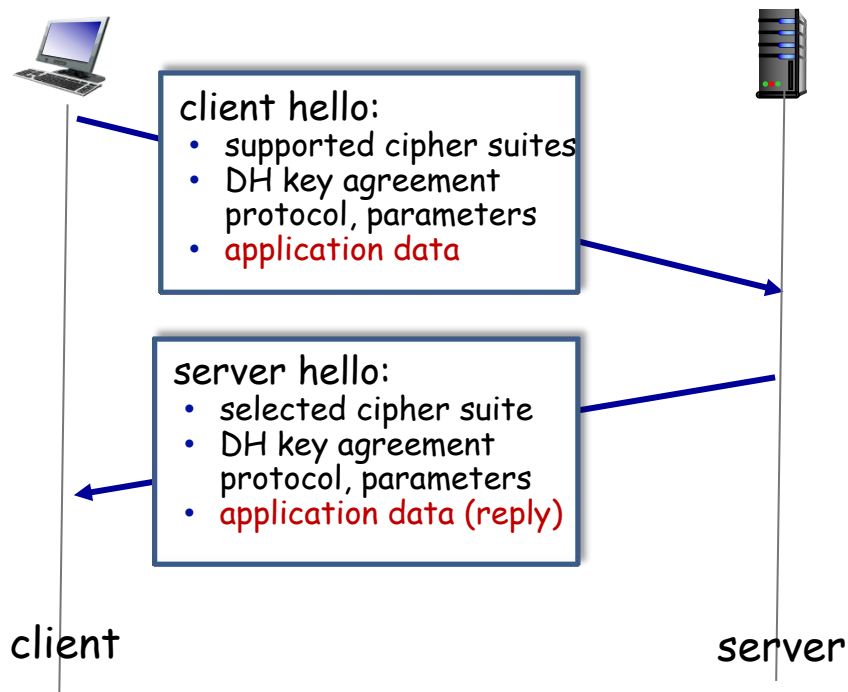 client hello:
• supported cipher suites
• DH key agreement
protocol, parameters
• application data
server hello:
• selected cipher suite
• DH key agreement
protocol, parameters
• application data (reply)
client
server